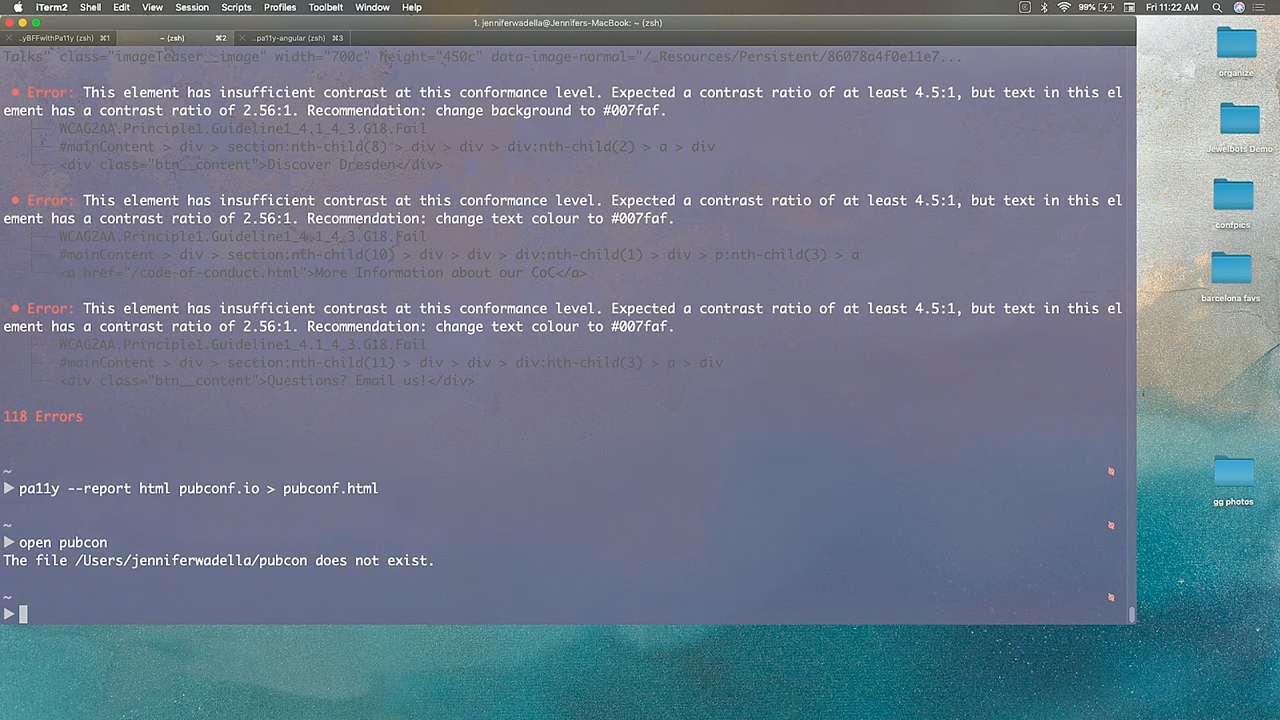 iTerm2 Shell Edit View Session Scripts Profiles Toolbelt Window Help 99% Fri 11:22 AM
1. jenniferwadella@Jennifers-MacBook: ~ (zsh)
..yBFFwithPa11y (zsh) ⌘1 ~ (zsh) ⌘2 ...pa11y-angular (zsh) ⌘3
Talks" class="imageTeaser__image" width="700c" height="450c" data-image-normal="/_Resources/Persistent/86078a4f0e11e7...
• Error: This element has insufficient contrast at this conformance level. Expected a contrast ratio of at least 4.5:1, but text in this el
ement has a contrast ratio of 2.56:1. Recommendation: change background to #007faf.
├── WCAG2AA.Principle1.Guideline1_4.1_4_3.G18.Fail
├── #mainContent > div > section:nth-child(8) > div > div > div:nth-child(2) > a > div
└── <div class="btn__content">Discover Dresden</div>
• Error: This element has insufficient contrast at this conformance level. Expected a contrast ratio of at least 4.5:1, but text in this el
ement has a contrast ratio of 2.56:1. Recommendation: change text colour to #007faf.
├── WCAG2AA.Principle1.Guideline1_4.1_4_3.G18.Fail
├── #mainContent > div > section:nth-child(10) > div > div > div:nth-child(1) > div > p:nth-child(3) > a
└── <a href="/code-of-conduct.html">More Information about our CoC</a>
• Error: This element has insufficient contrast at this conformance level. Expected a contrast ratio of at least 4.5:1, but text in this el
ement has a contrast ratio of 2.56:1. Recommendation: change text colour to #007faf.
├── WCAG2AA.Principle1.Guideline1_4.1_4_3.G18.Fail
├── #mainContent > div > section:nth-child(11) > div > div > div:nth-child(3) > a > div
└── <div class="btn__content">Questions? Email us!</div>
118 Errors
~
▶ pa11y --report html pubconf.io > pubconf.html
~
▶ open pubcon
The file /Users/jenniferwadella/pubcon does not exist.
~
▶
organize
Jewelbots Demo
confpics
barcelona favs
gg photos